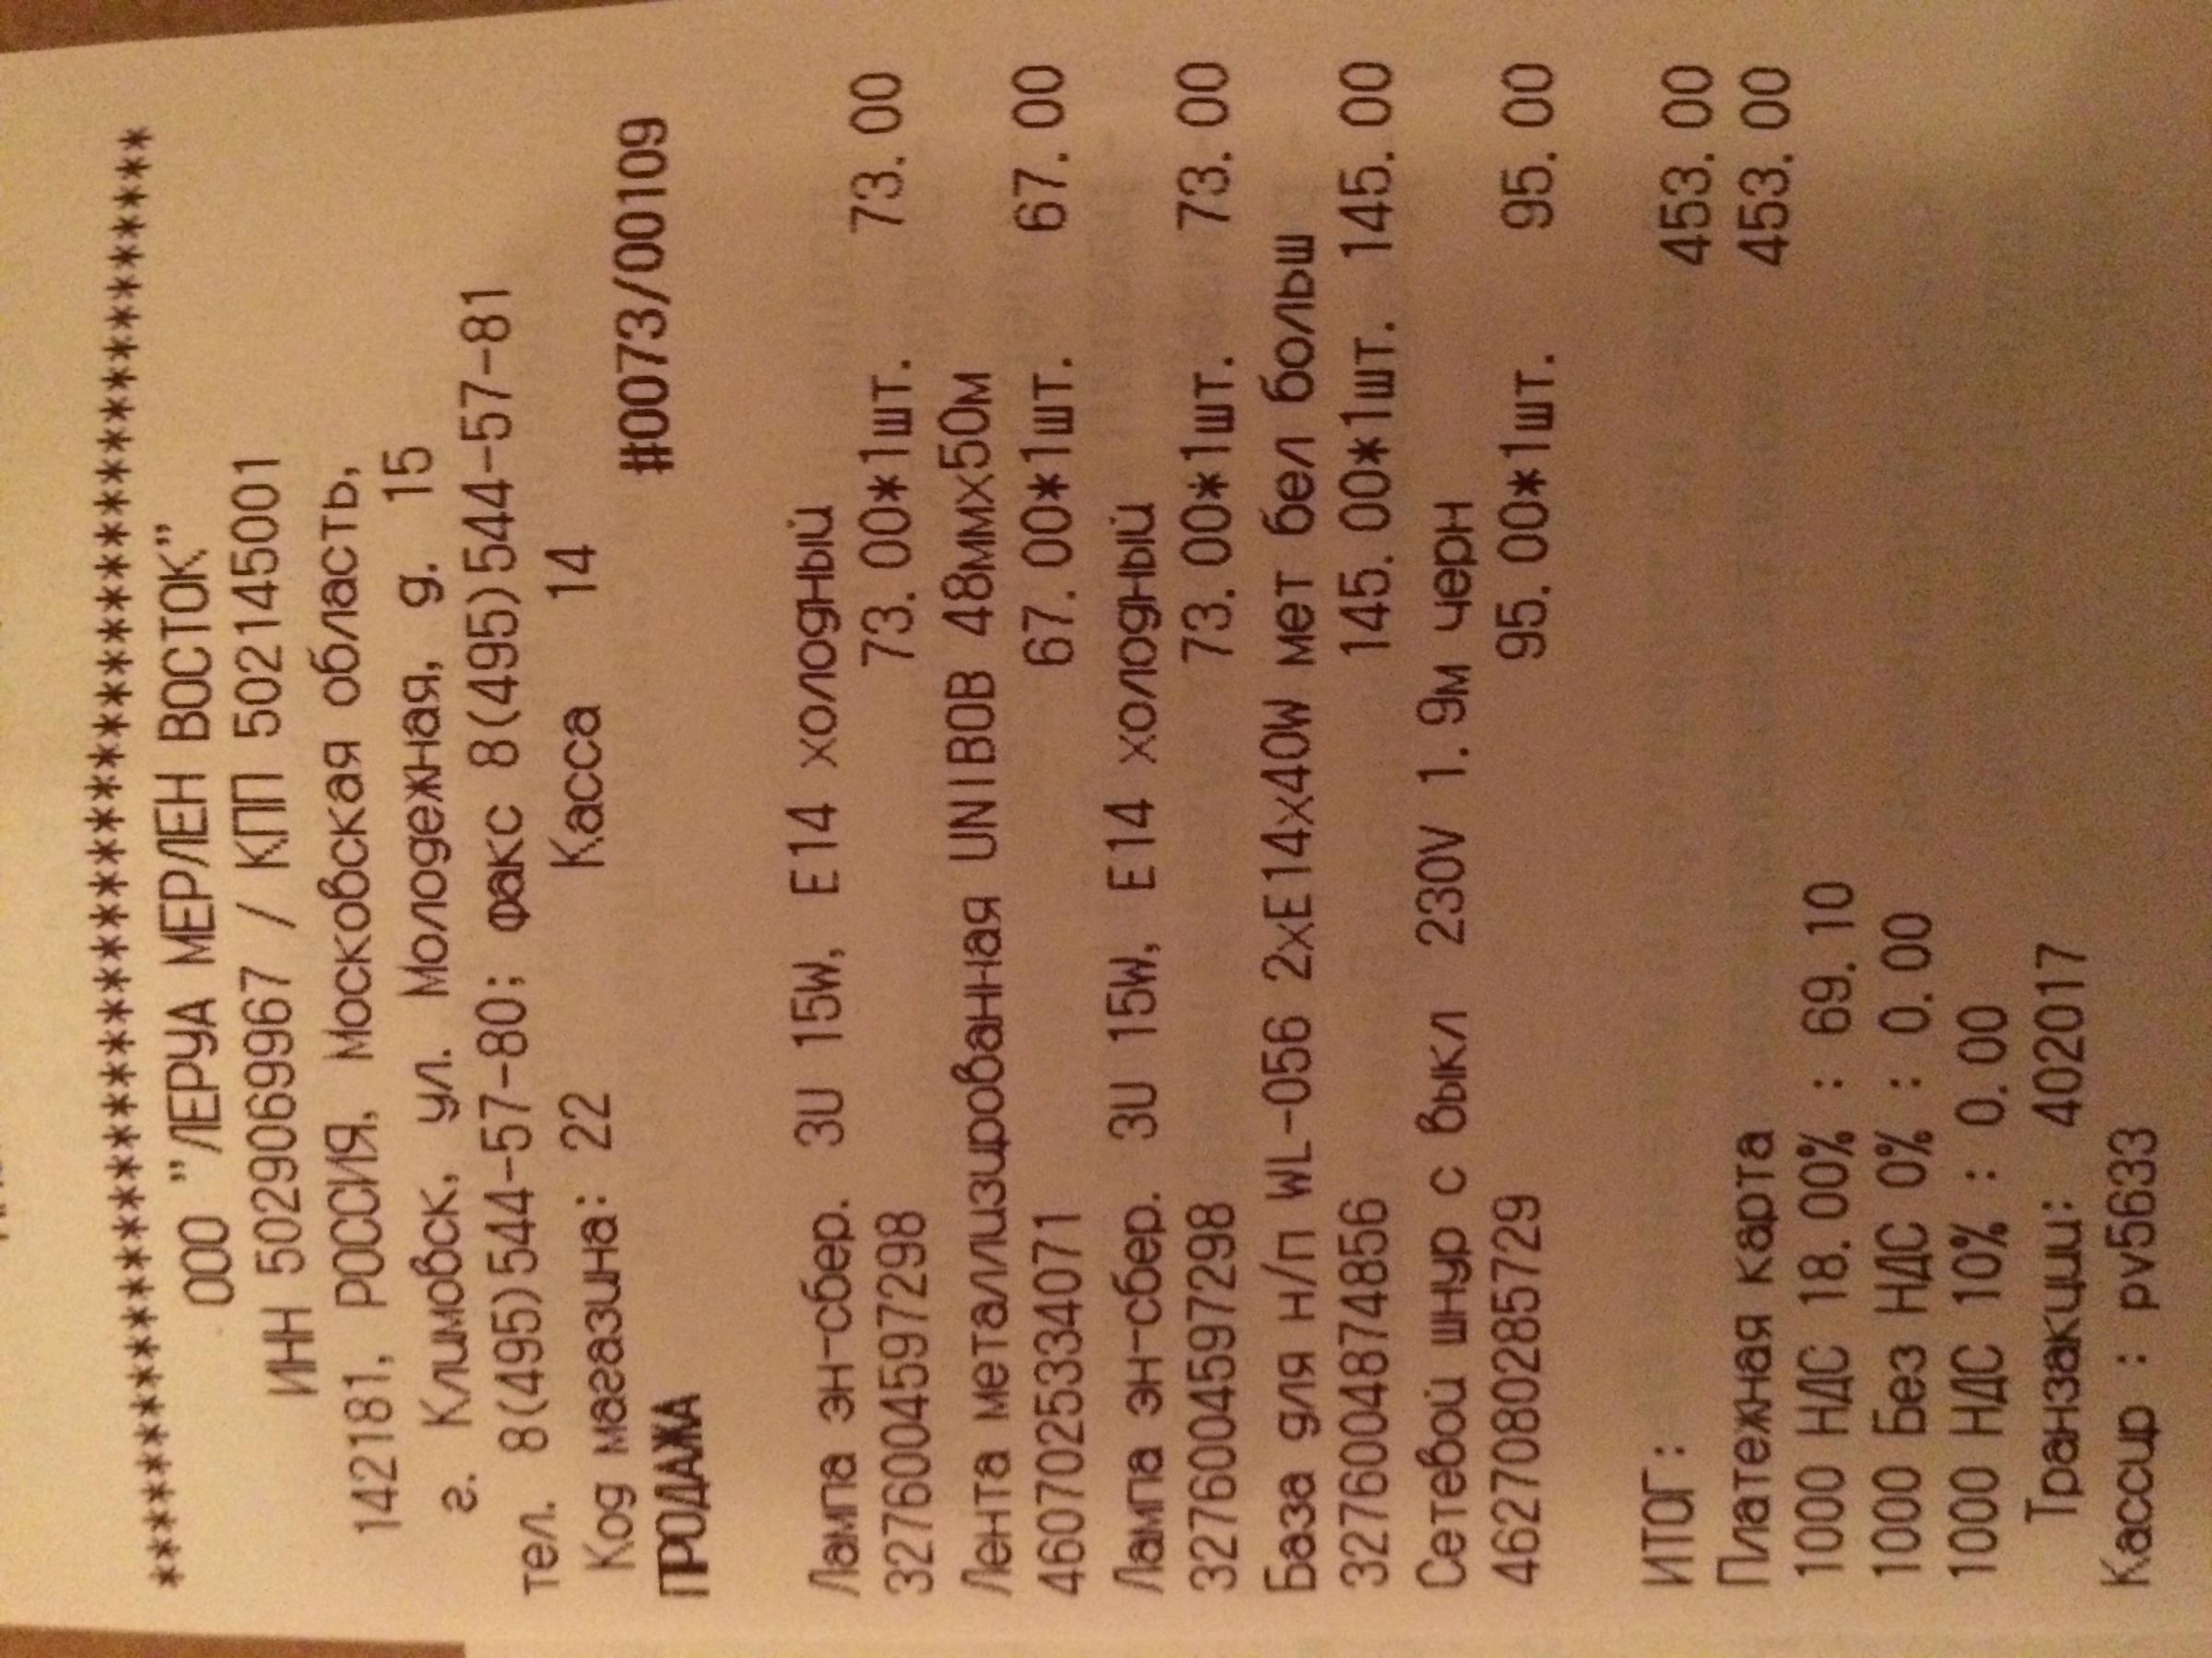 ****************************************
ООО "ЛЕРУА МЕРЛЕН ВОСТОК"
ИНН 5029069967 / КПП 502145001
142181, РОССИЯ, Московская область,
г. Климовск, ул. Молодежная, д. 15
тел. 8(495)544-57-80; факс 8(495)544-57-81
Код магазина: 22 Касса 14
ПРОДАЖА #0073/00109
Лампа эн-сбер. 3U 15W, E14 холодный
3276004597298 73.00*1шт. 73.00
Лента металлизированная UNIBOB 48ммх50м
4607025334071 67.00*1шт. 67.00
Лампа эн-сбер. 3U 15W, E14 холодный
3276004597298 73.00*1шт. 73.00
База для н/п WL-056 2xE14x40W мет бел больш
3276004874856 145.00*1шт. 145.00
Сетевой шнур с выкл 230V 1.9м черн
4627080285729 95.00*1шт. 95.00
ИТОГ: 453.00
Платежная карта 453.00
1000 НДС 18.00% : 69.10
1000 Без НДС 0% : 0.00
1000 НДС 10% : 0.00
Транзакции: 402017
Кассир : pv5633